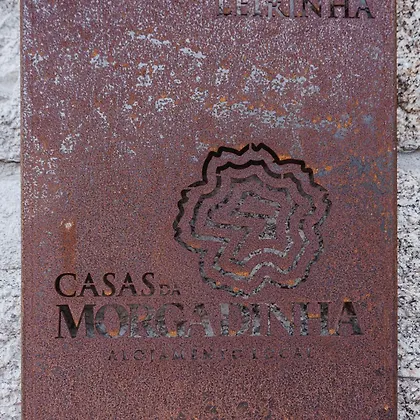 LEIRINHA
CASAS DA
MORGADINHA
ALOJAMENTO LOCAL